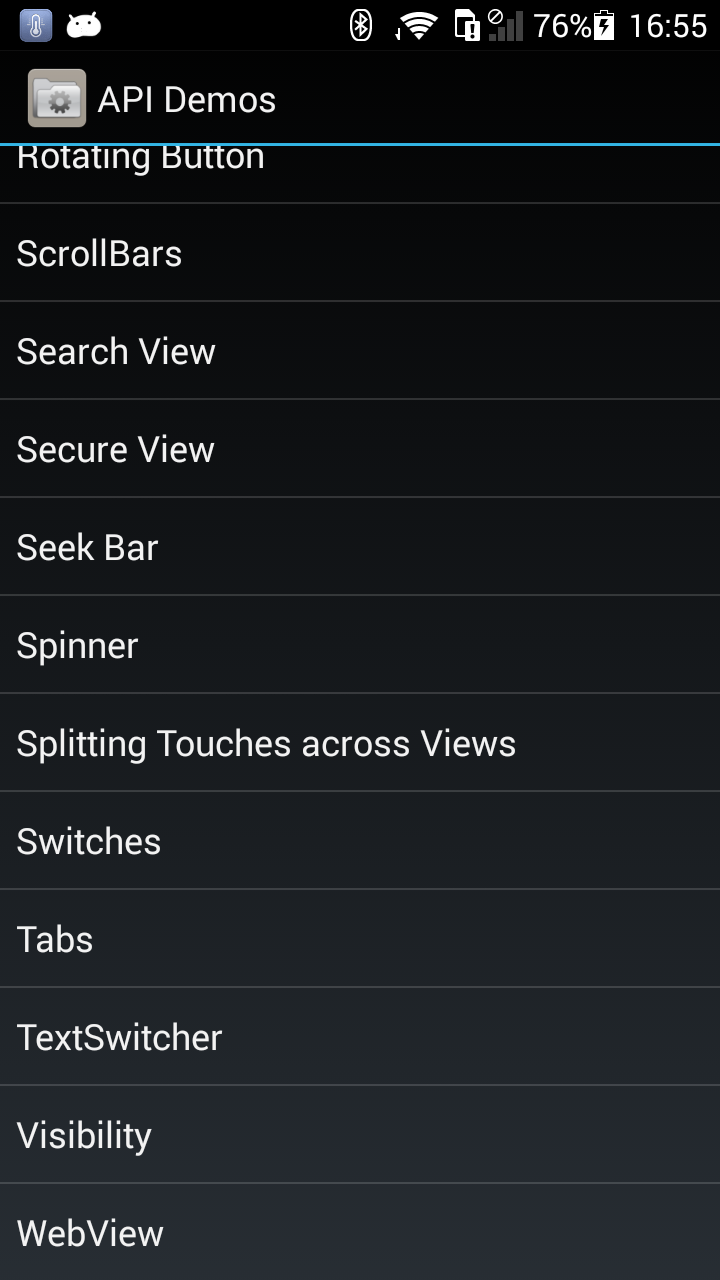 76% 16:55
API Demos
Rotating Button
ScrollBars
Search View
Secure View
Seek Bar
Spinner
Splitting Touches across Views
Switches
Tabs
TextSwitcher
Visibility
WebView